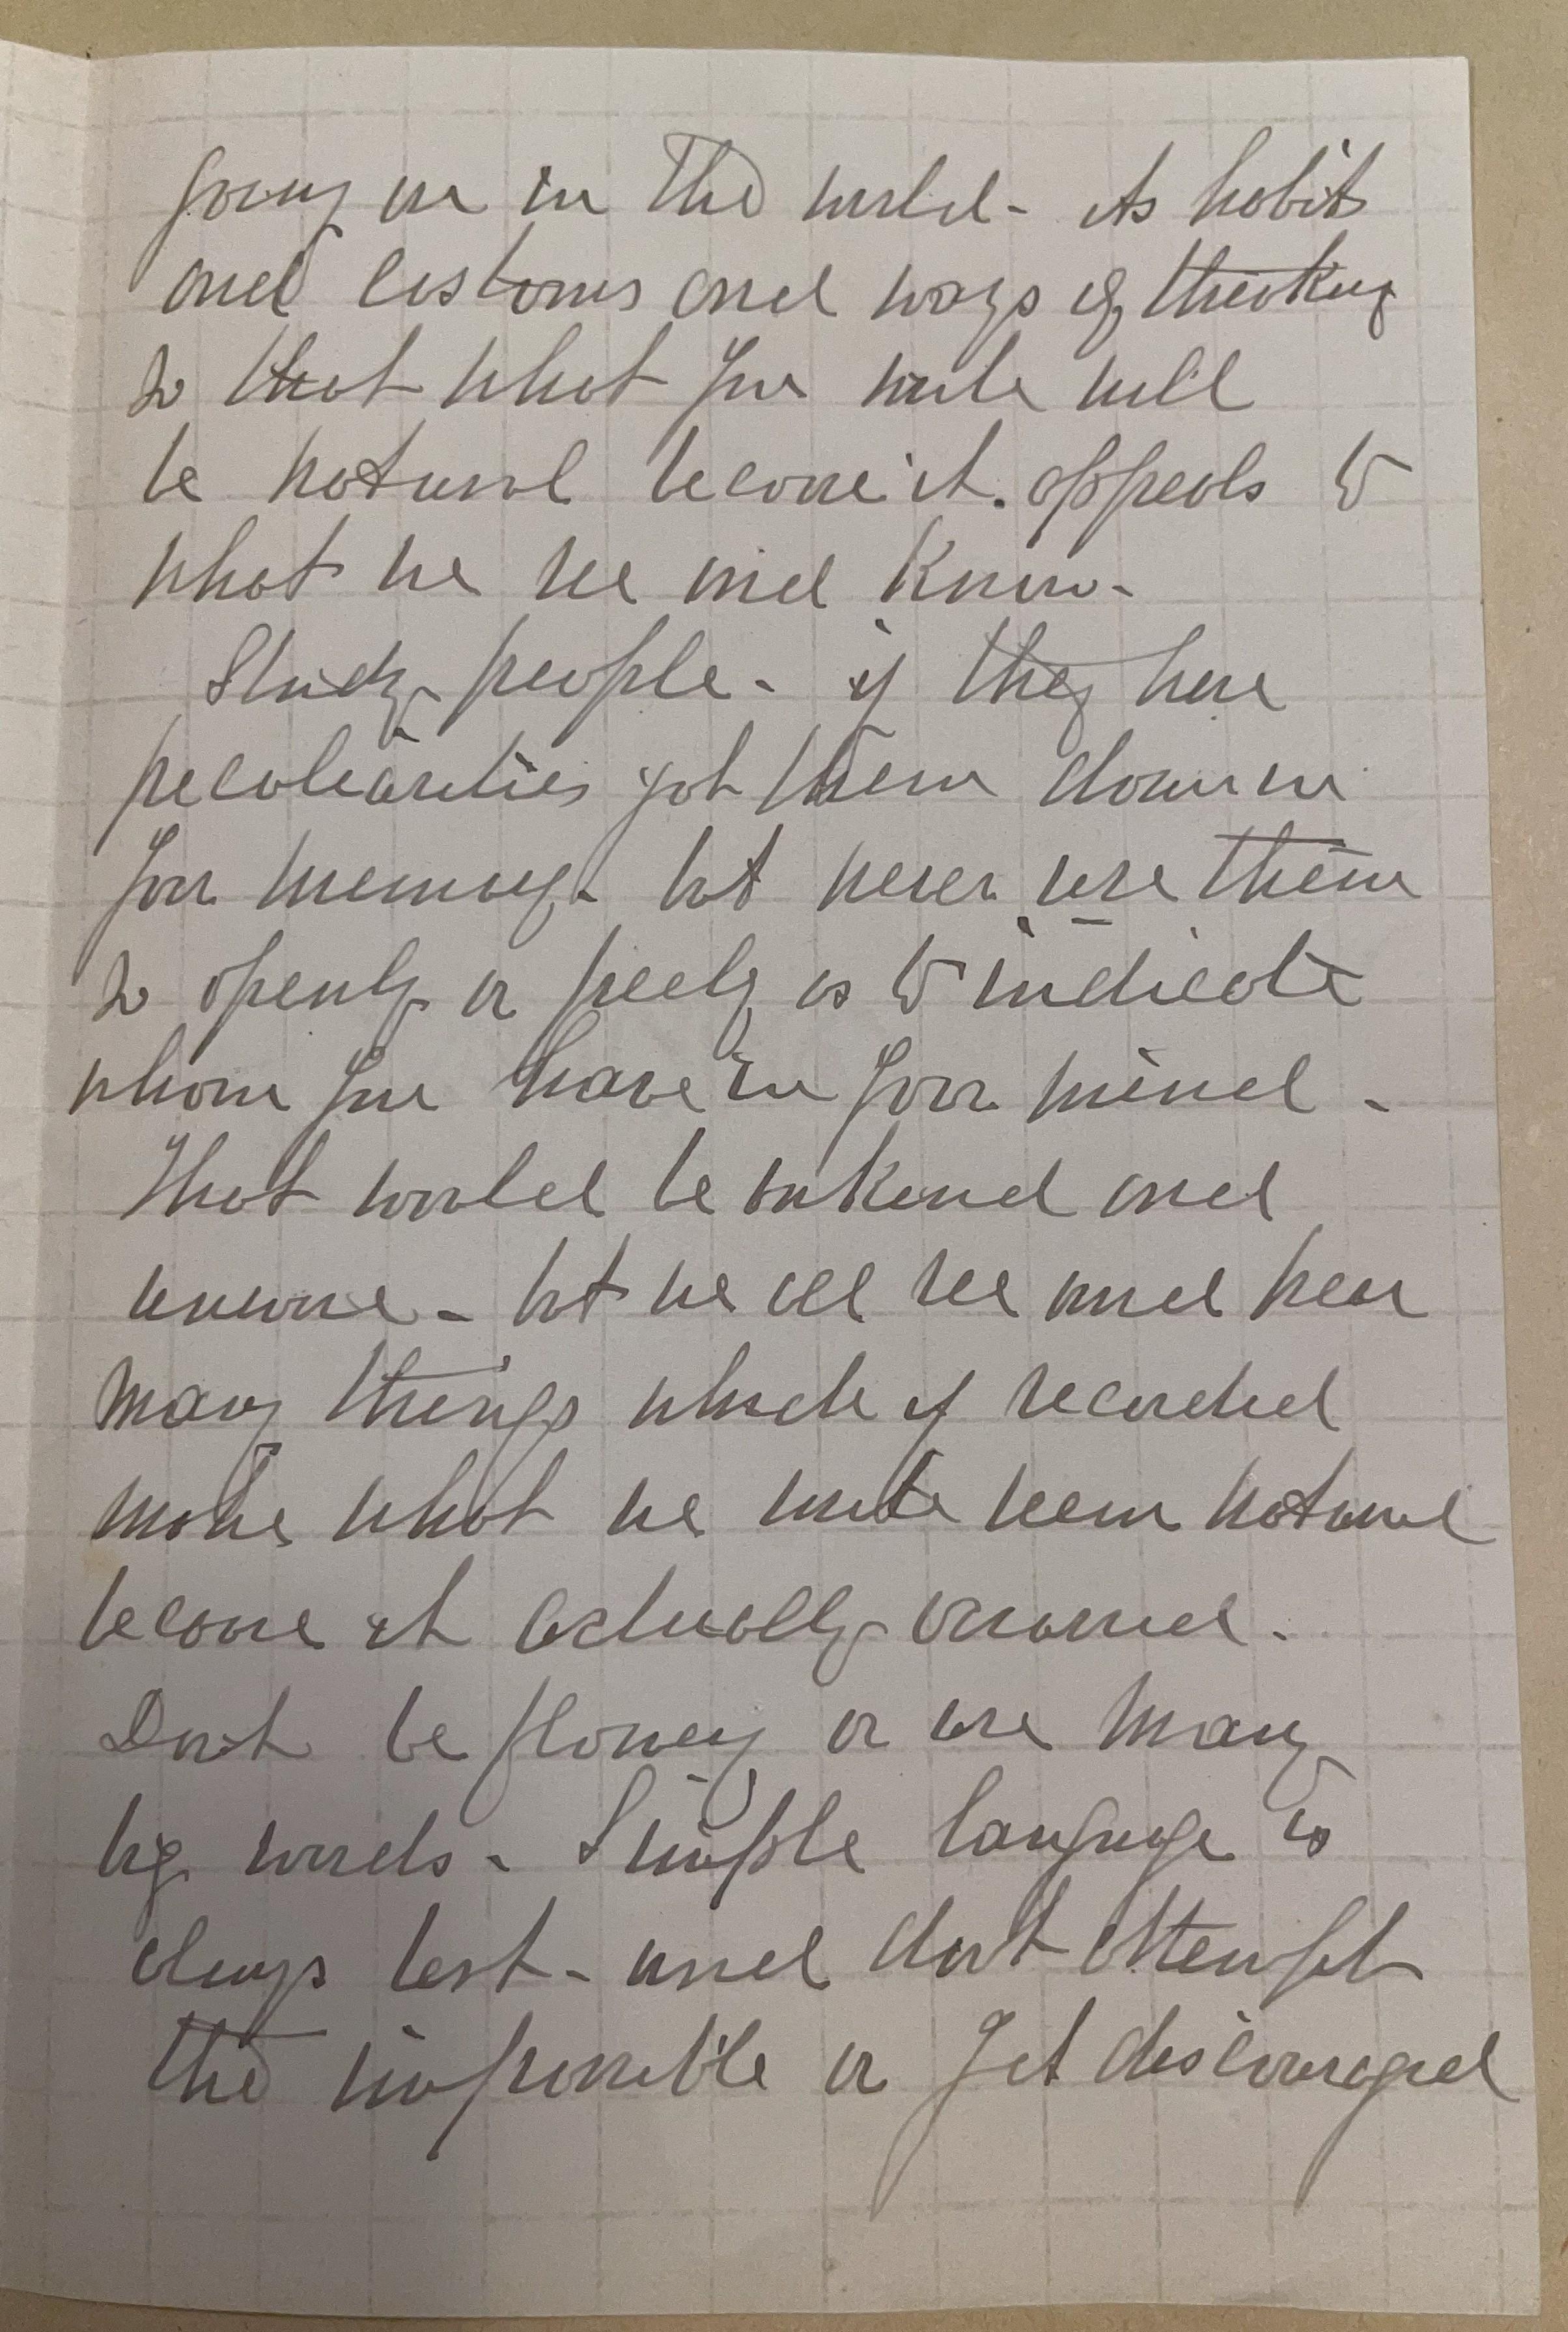 going on in the world - its habits
and customs and ways of thinking
so that what you write will
be natural because it appeals to
what we see and know -
Study people - if they have
peculiarities jot them down in
your memory - but never use them
so openly or freely as to indicate
whom you have in your mind -
That would be unkind and
unwise - but we all see and hear
many things which if recorded
make what we write seem natural
because it actually occurred.
Don't be flowery or use many
big words - Simple language is
always best - and don't attempt
the impossible or get discouraged